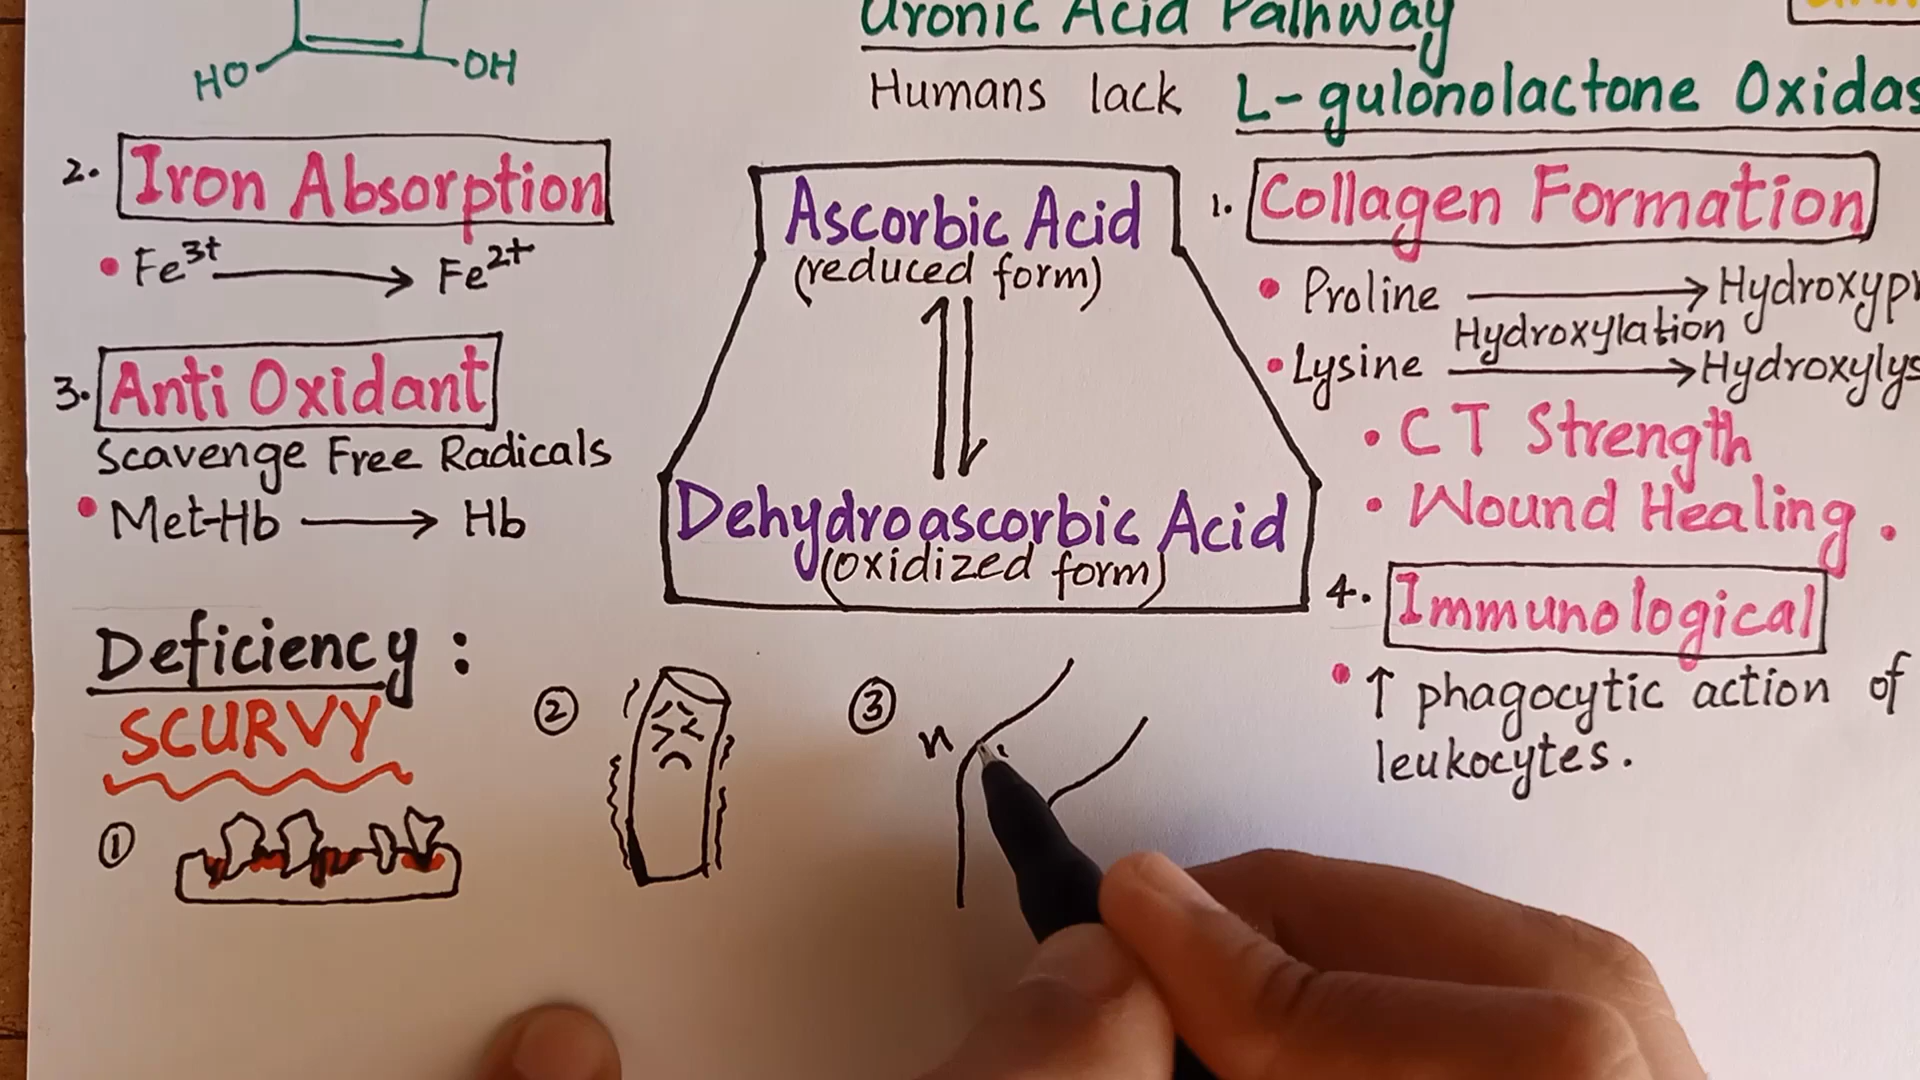 HO
OH
Uronic Acid Pathway
Humans lack L-gulonolactone Oxidas
2. Iron Absorption
• Fe3+ → Fe2+
3. Anti Oxidant
Scavenge Free Radicals
• Met-Hb → Hb
Ascorbic Acid
(reduced form)
Dehydroascorbic Acid
(oxidized form)
1. Collagen Formation
• Proline → Hydroxyp
Hydroxylation
• Lysine → Hydroxylys
• CT Strength
• Wound Healing.
4. Immunological
• ↑ phagocytic action of
leukocytes.
Deficiency:
SCURVY
①
②
③